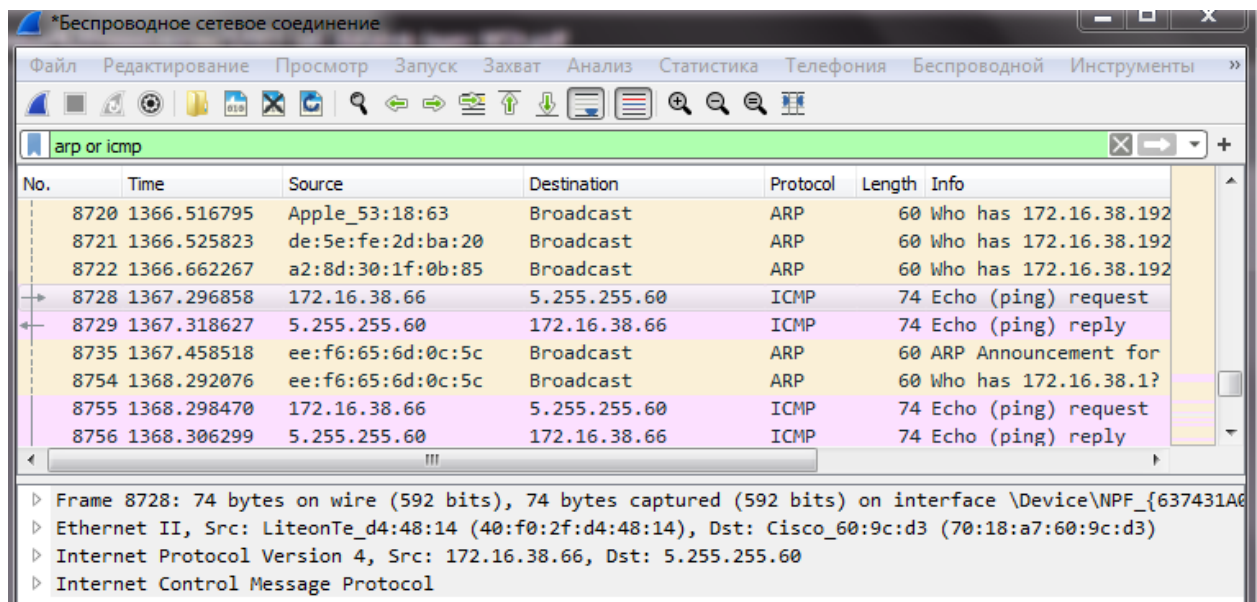 *Беспроводное сетевое соединение
Файл Редактирование Просмотр Запуск Захват Анализ Статистика Телефония Беспроводной Инструменты »
arp or icmp
No. Time Source Destination Protocol Length Info
8720 1366.516795 Apple_53:18:63 Broadcast ARP 60 Who has 172.16.38.192
8721 1366.525823 de:5e:fe:2d:ba:20 Broadcast ARP 60 Who has 172.16.38.192
8722 1366.662267 a2:8d:30:1f:0b:85 Broadcast ARP 60 Who has 172.16.38.192
8728 1367.296858 172.16.38.66 5.255.255.60 ICMP 74 Echo (ping) request
8729 1367.318627 5.255.255.60 172.16.38.66 ICMP 74 Echo (ping) reply
8735 1367.458518 ee:f6:65:6d:0c:5c Broadcast ARP 60 ARP Announcement for
8754 1368.292076 ee:f6:65:6d:0c:5c Broadcast ARP 60 Who has 172.16.38.1?
8755 1368.298470 172.16.38.66 5.255.255.60 ICMP 74 Echo (ping) request
8756 1368.306299 5.255.255.60 172.16.38.66 ICMP 74 Echo (ping) reply
Frame 8728: 74 bytes on wire (592 bits), 74 bytes captured (592 bits) on interface \Device\NPF_{637431A0
Ethernet II, Src: LiteonTe_d4:48:14 (40:f0:2f:d4:48:14), Dst: Cisco_60:9c:d3 (70:18:a7:60:9c:d3)
Internet Protocol Version 4, Src: 172.16.38.66, Dst: 5.255.255.60
Internet Control Message Protocol